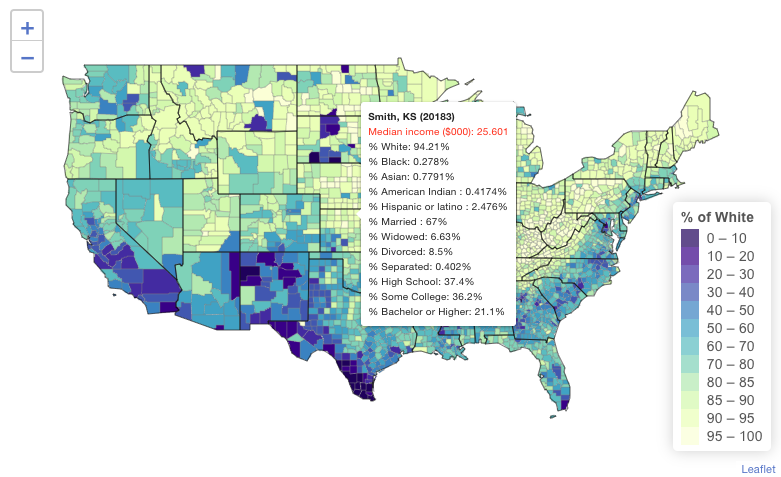 +
−
Smith, KS (20183)
Median income ($000): 25.601
% White: 94.21%
% Black: 0.278%
% Asian: 0.7791%
% American Indian : 0.4174%
% Hispanic or latino : 2.476%
% Married : 67%
% Widowed: 6.63%
% Divorced: 8.5%
% Separated: 0.402%
% High School: 37.4%
% Some College: 36.2%
% Bachelor or Higher: 21.1%
% of White
0 – 10
10 – 20
20 – 30
30 – 40
40 – 50
50 – 60
60 – 70
70 – 80
80 – 85
85 – 90
90 – 95
95 – 100
Leaflet